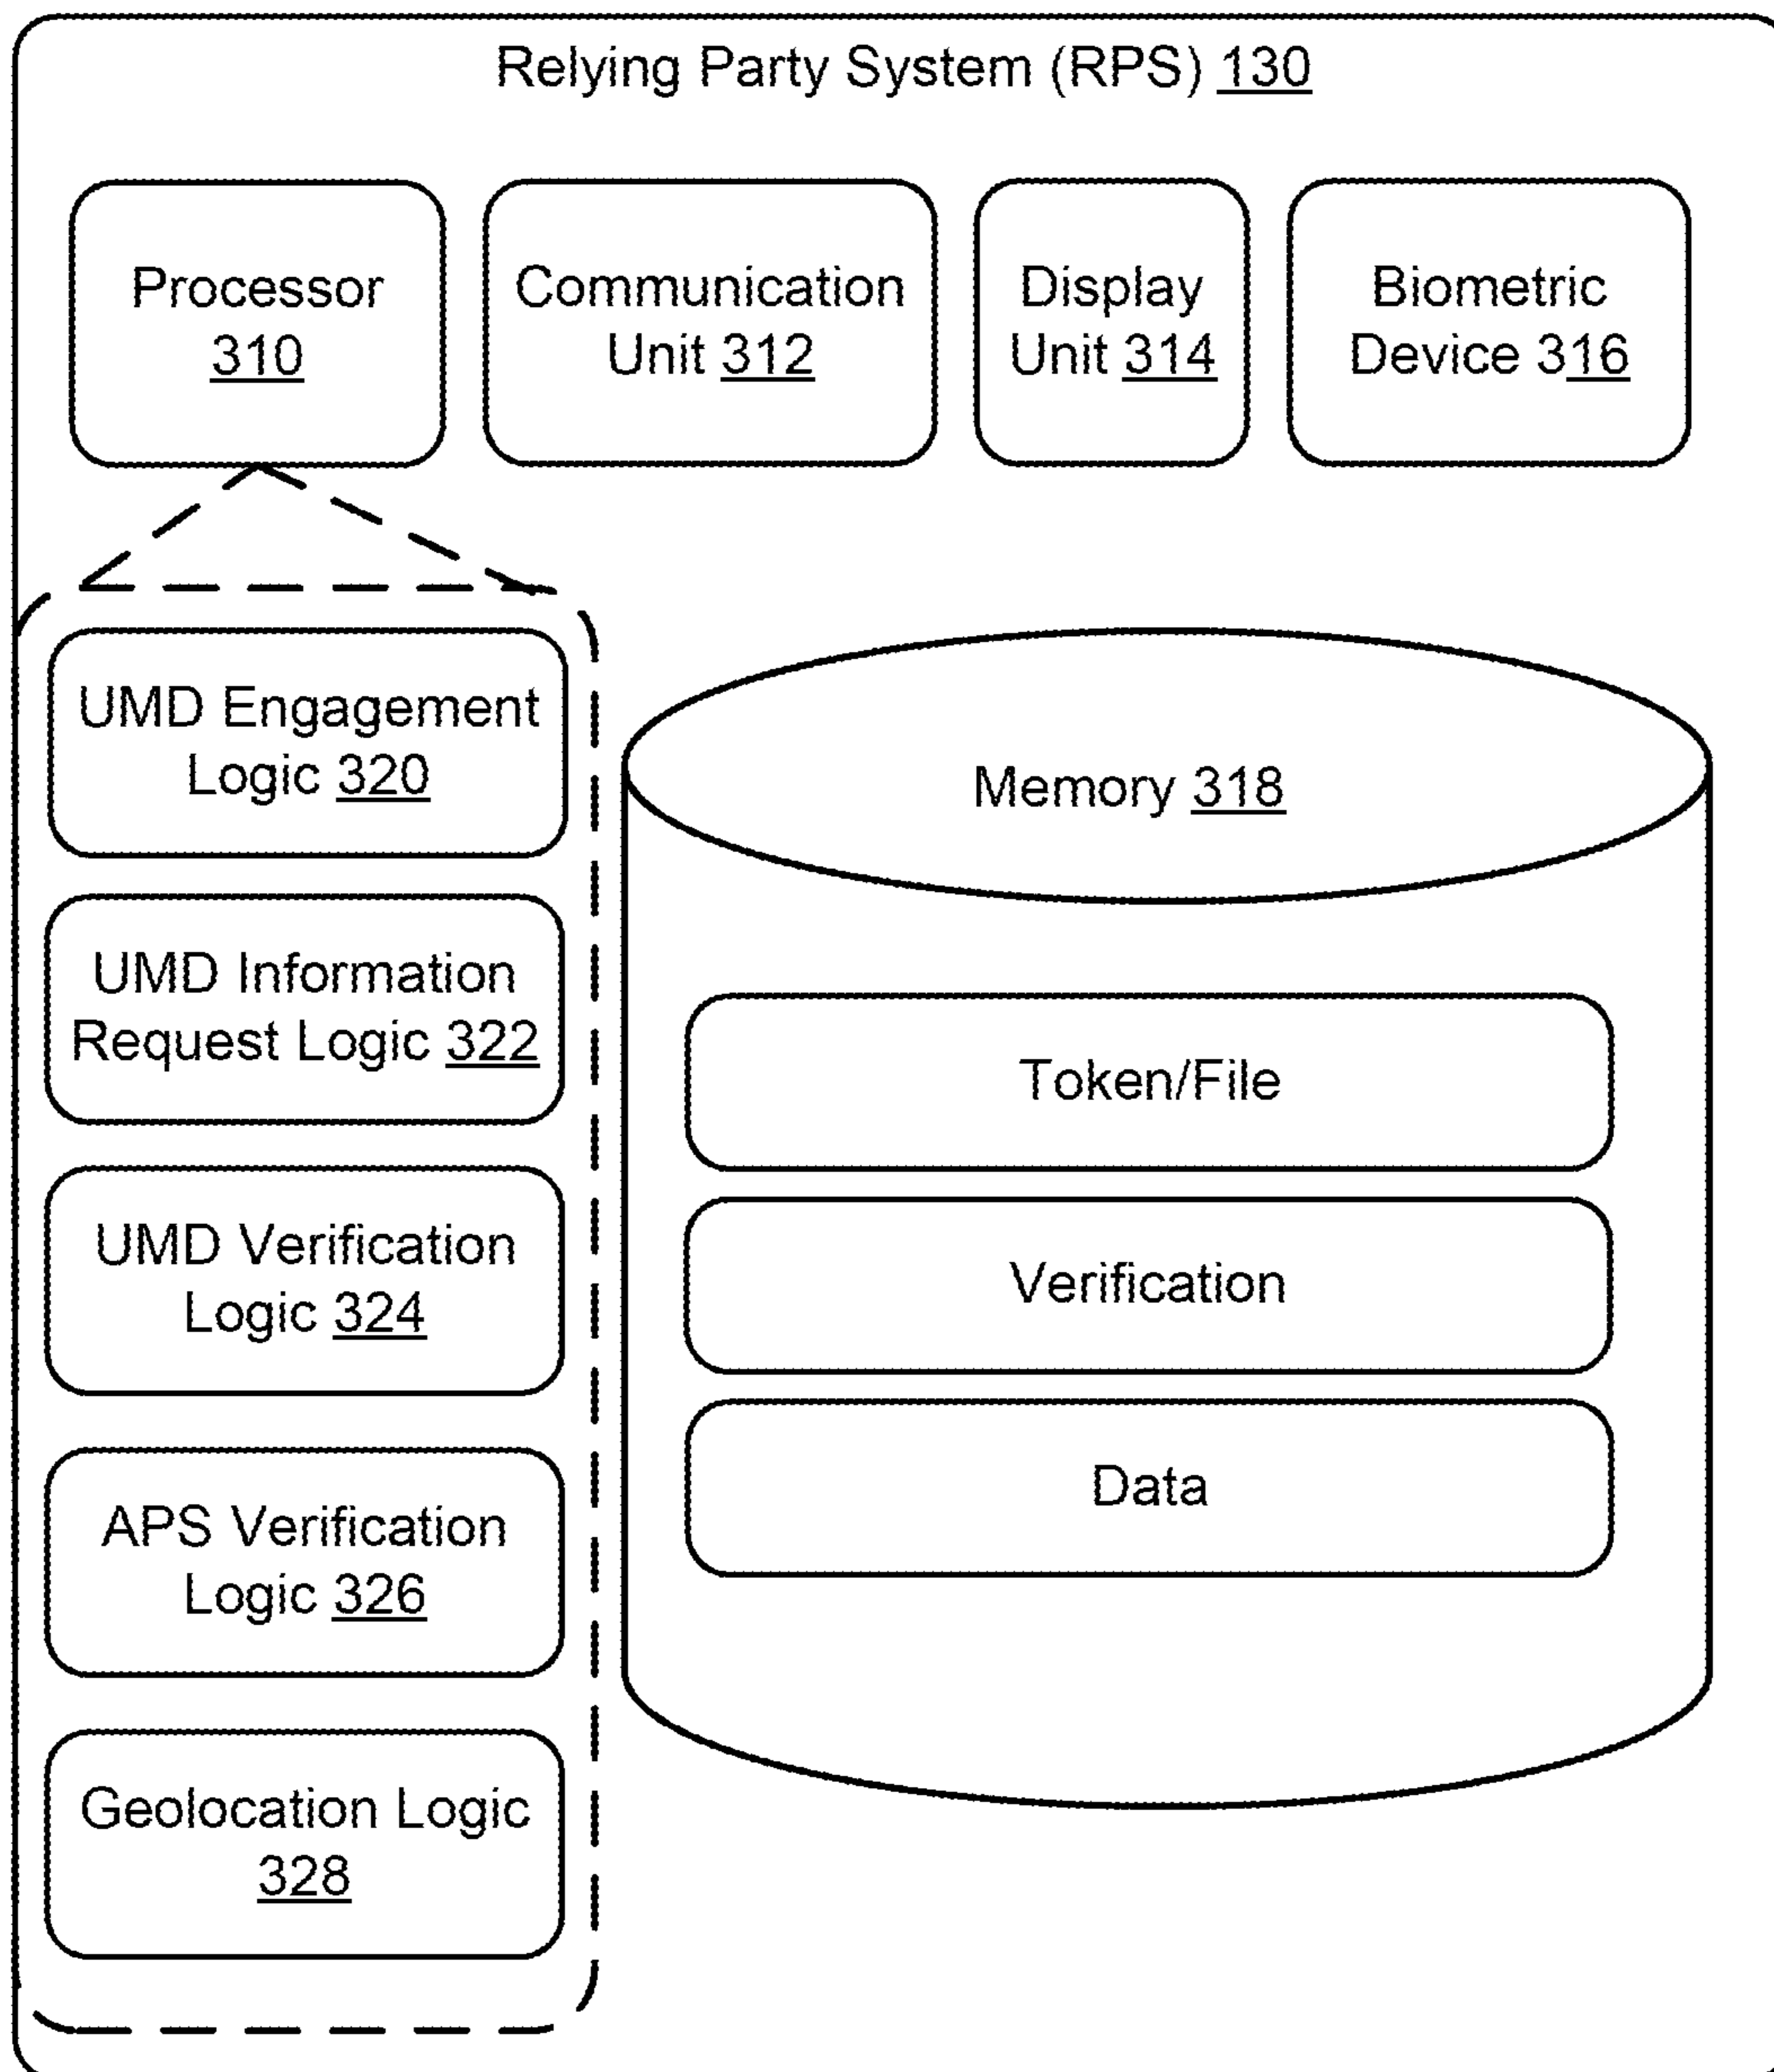 Relying Party System (RPS) 130
Processor
310
Communication
Unit 312
Display
Unit 314
Biometric
Device 316
UMD Engagement
Logic 320
UMD Information
Request Logic 322
UMD Verification
Logic 324
APS Verification
Logic 326
Geolocation Logic
328
Memory 318
Token/File
Verification
Data